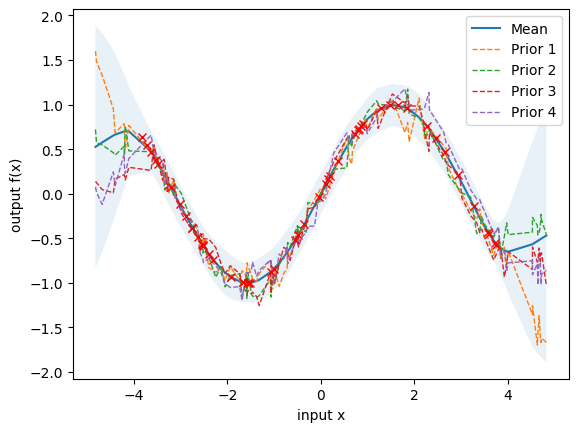 2.0
1.5
1.0
0.5
0.0
−0.5
−1.0
−1.5
−2.0
output f(x)
Mean
Prior 1
Prior 2
Prior 3
Prior 4
−4
−2
0
2
4
input x